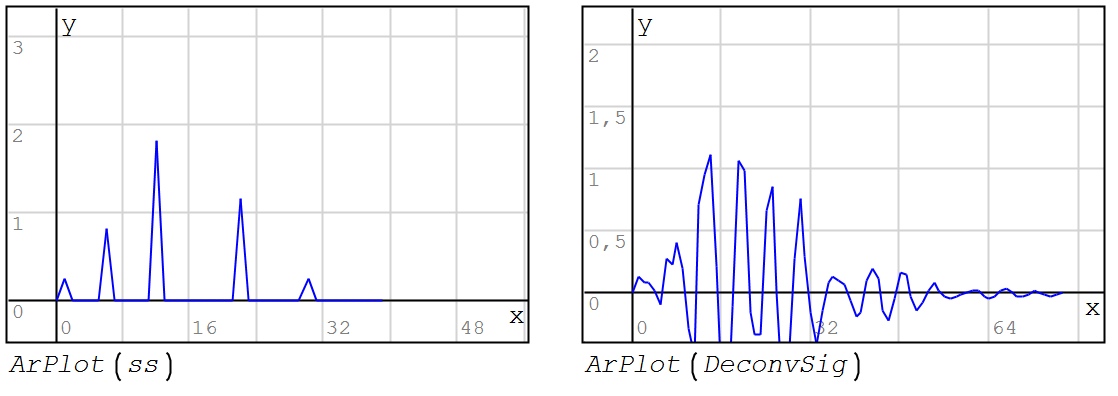 y
3
2
1
0
0 16 32 48 x
ArPlot(ss)
y
2
1,5
1
0,5
0
0 32 64 x
ArPlot(DeconvSig)